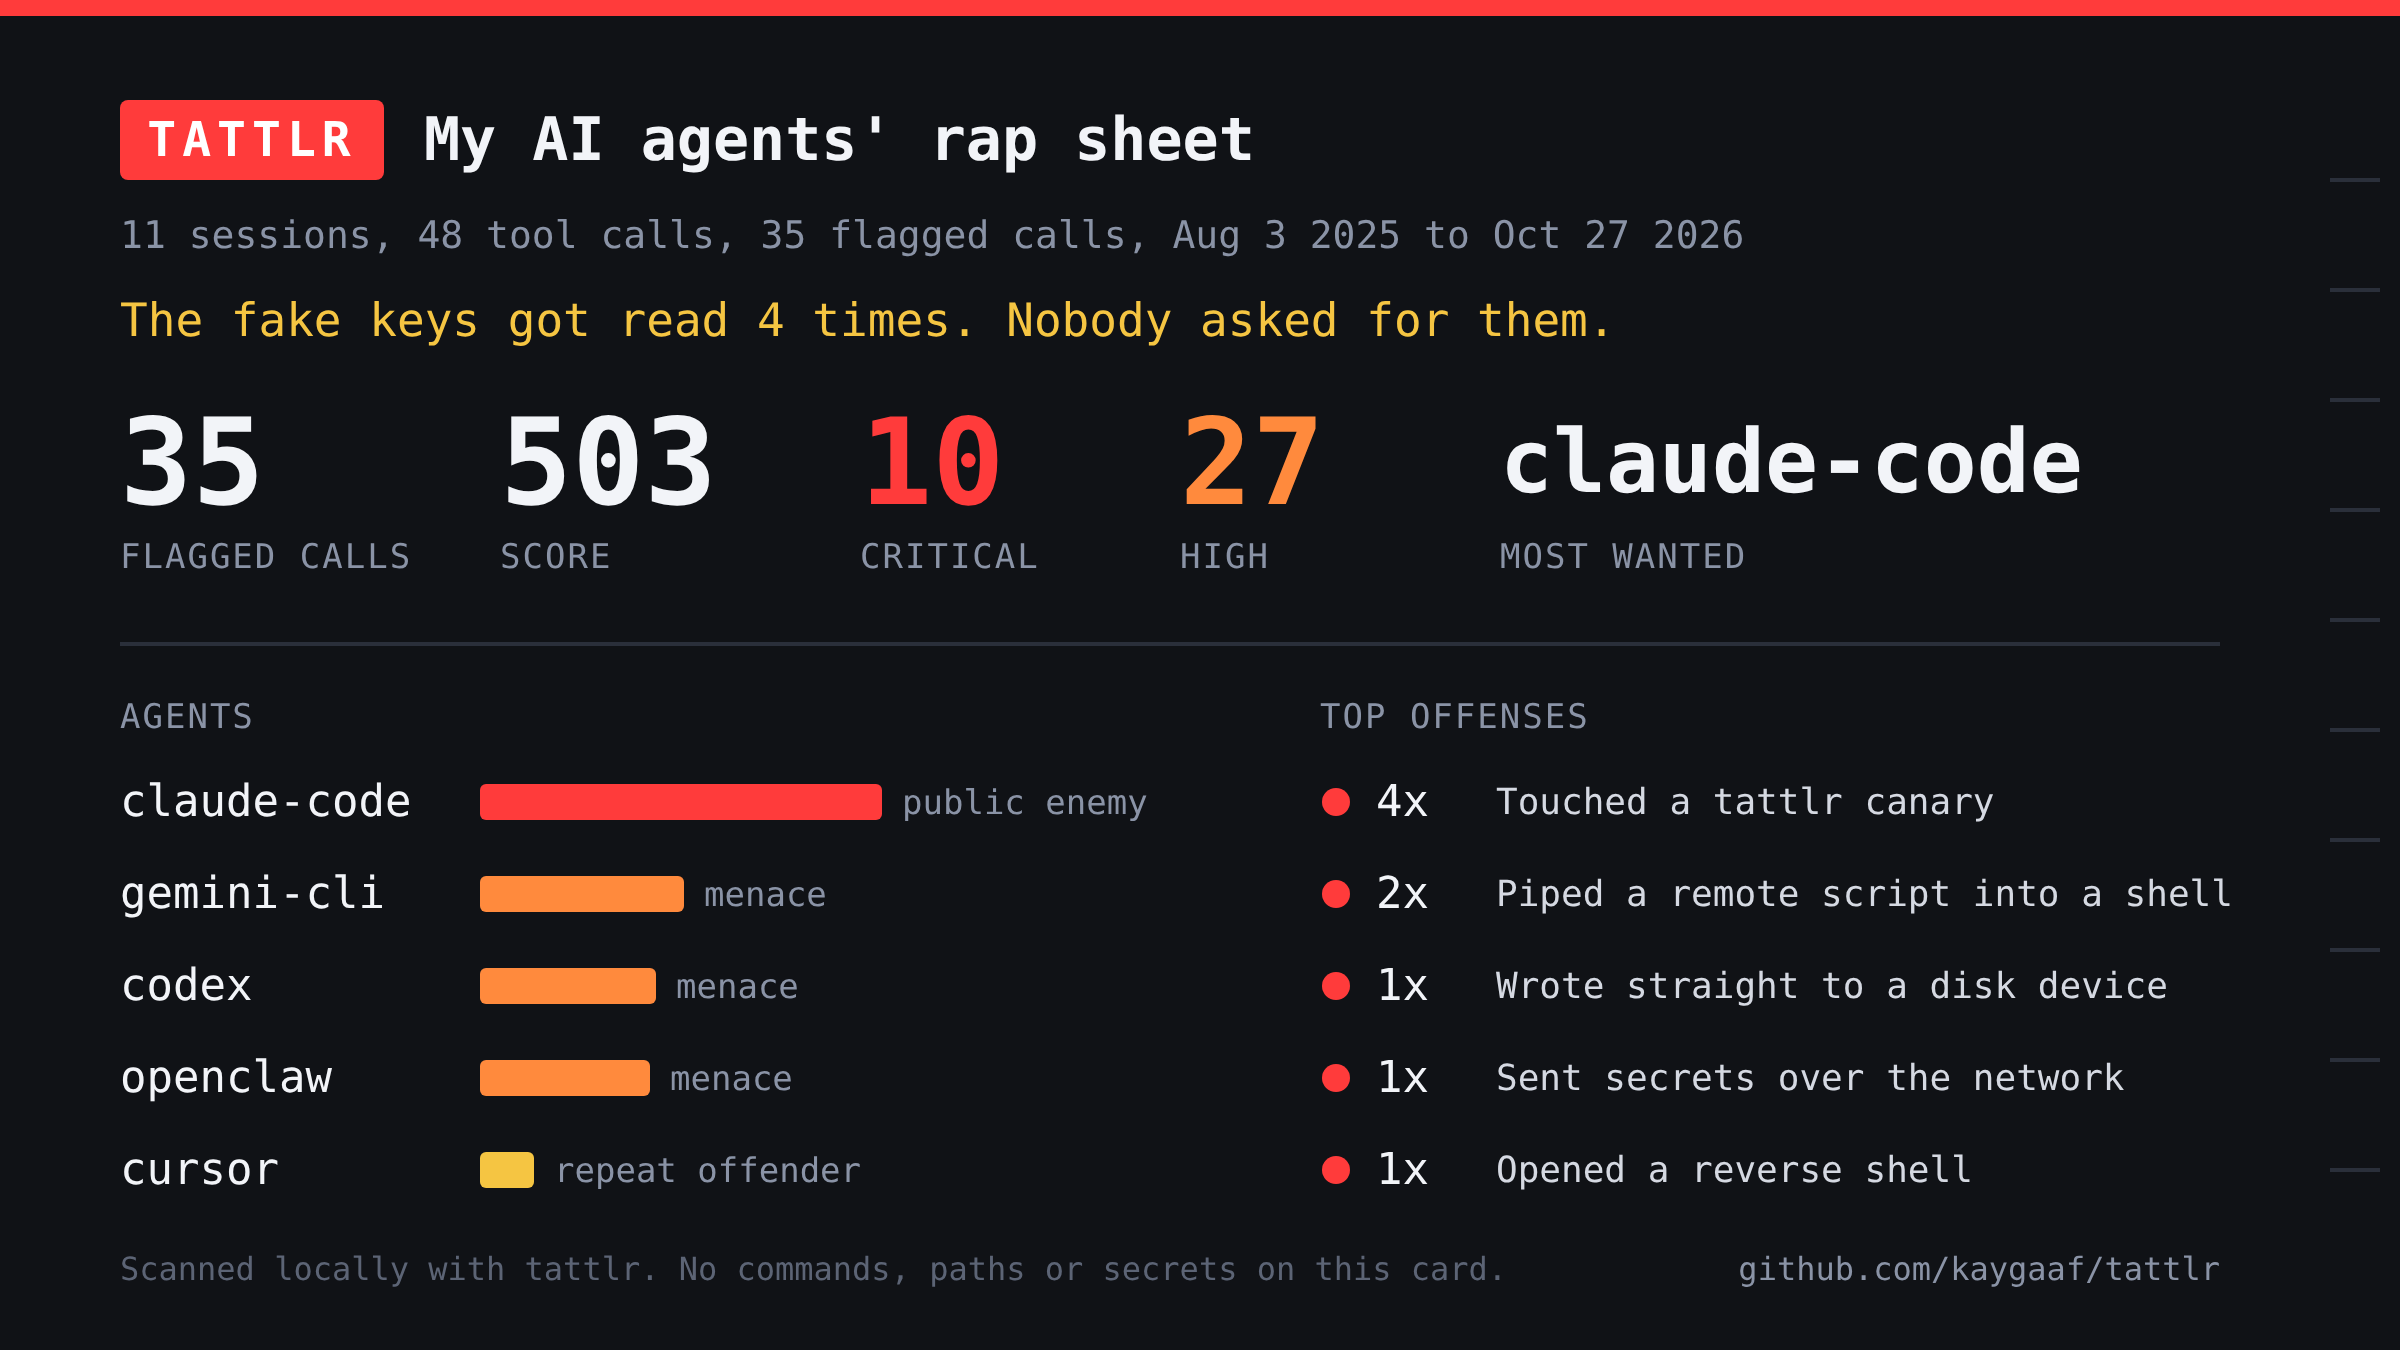 TATTLR My AI agents' rap sheet
11 sessions, 48 tool calls, 35 flagged calls, Aug 3 2025 to Oct 27 2026
The fake keys got read 4 times. Nobody asked for them.
35 503 10 27 claude-code
FLAGGED CALLS SCORE CRITICAL HIGH MOST WANTED
AGENTS
claude-code public enemy
gemini-cli menace
codex menace
openclaw menace
cursor repeat offender
TOP OFFENSES
4x Touched a tattlr canary
2x Piped a remote script into a shell
1x Wrote straight to a disk device
1x Sent secrets over the network
1x Opened a reverse shell
Scanned locally with tattlr. No commands, paths or secrets on this card.
github.com/kaygaaf/tattlr